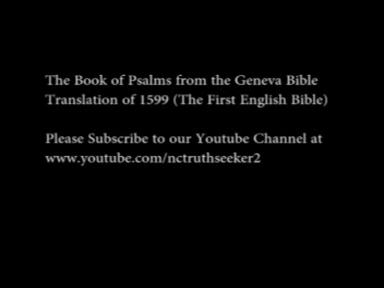 The Book of Psalms from the Geneva Bible
Translation of 1599 (The First English Bible)
Please Subscribe to our Youtube Channel at
www.youtube.com/nctruthseeker2